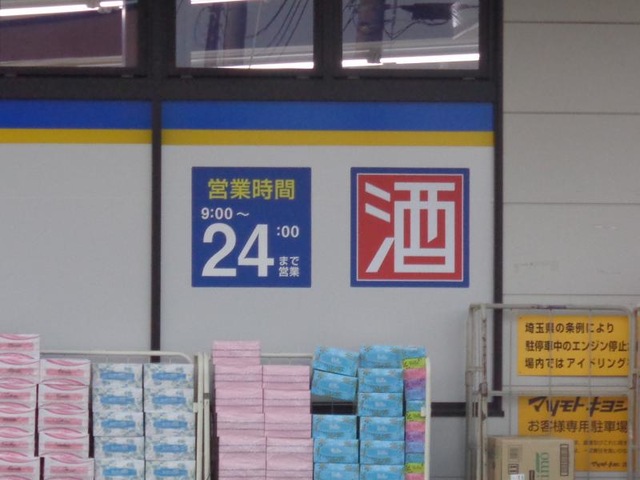 営業時間
9:00～
24:00
まで
営業
酒
埼玉県の条例により
駐停車中のエンジン停止
場内ではアイドリング
マツモトキヨシ
お客様専用駐車場